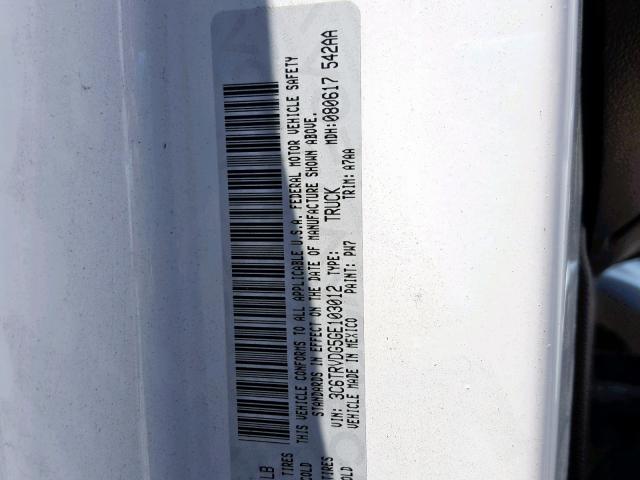 LB
TIRES
COLD
THIS VEHICLE CONFORMS TO ALL APPLICABLE U.S.A. FEDERAL MOTOR VEHICLE SAFETY
STANDARDS IN EFFECT ON THE DATE OF MANUFACTURE SHOWN ABOVE.
VIN: 3C6TRVDG5GE103012 TYPE: TRUCK MDH:080617 542AA
VEHICLE MADE IN MEXICO PAINT: PW7 TRIM: A7AA
TIRES
COLD